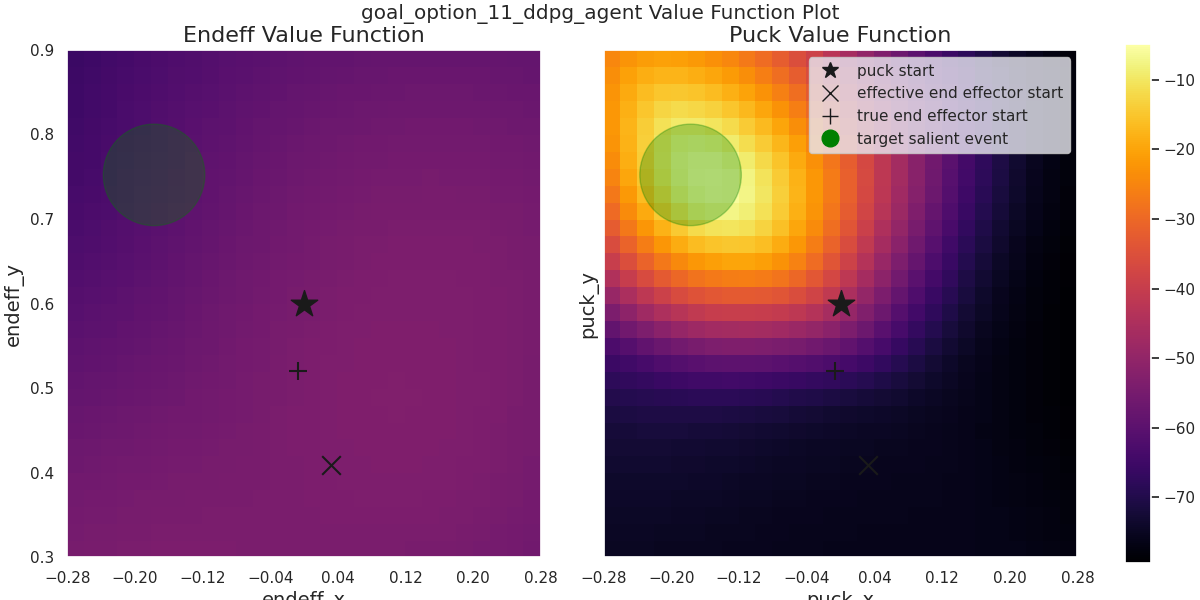 goal_option_11_ddpg_agent Value Function Plot
Endeff Value Function
endeff_y
0.9
0.8
0.7
0.6
0.5
0.4
0.3
−0.28 −0.20 −0.12 −0.04 0.04 0.12 0.20 0.28
endeff_x
Puck Value Function
puck start
effective end effector start
true end effector start
target salient event
puck_y
−0.28 −0.20 −0.12 −0.04 0.04 0.12 0.20 0.28
puck_x
−10
−20
−30
−40
−50
−60
−70